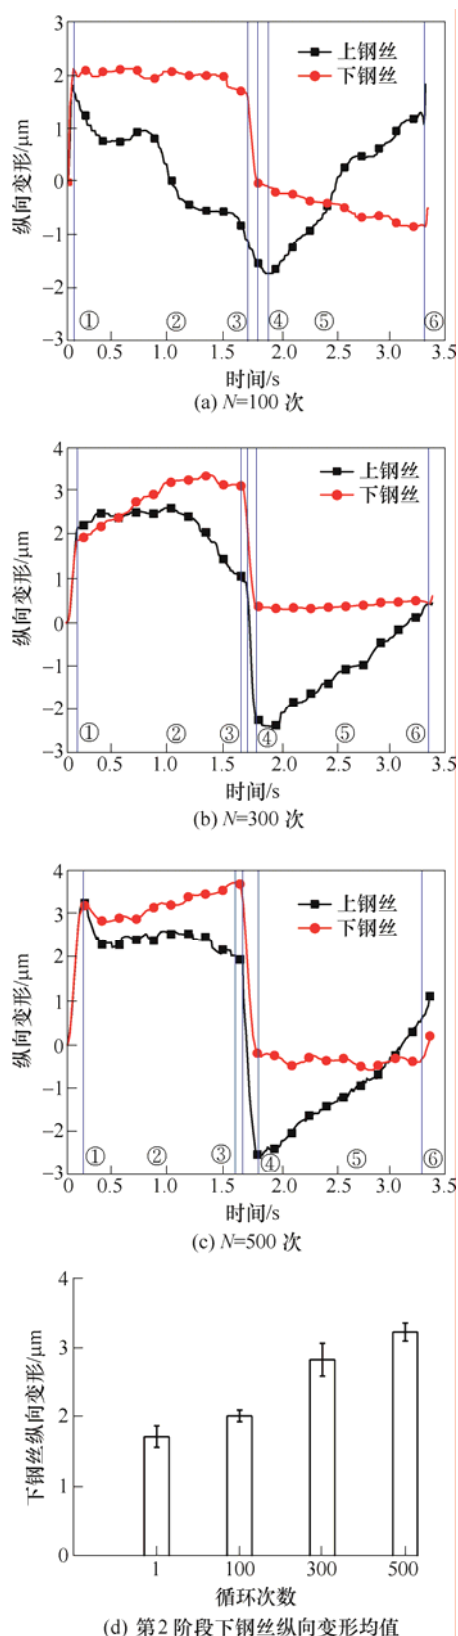 3
上钢丝
下钢丝
2
1
0
-1
-2
-3
纵向变形/μm
① ② ③ ④ ⑤ ⑥
0 0.5 1.0 1.5 2.0 2.5 3.0 3.5
时间/s
(a) N=100 次
4
上钢丝
下钢丝
3
2
1
0
-1
-2
-3
纵向变形/μm
① ② ③ ④ ⑤ ⑥
0 0.5 1.0 1.5 2.0 2.5 3.0 3.5
时间/s
(b) N=300 次
4
上钢丝
下钢丝
3
2
1
0
-1
-2
-3
纵向变形/μm
① ② ③ ④ ⑤ ⑥
0 0.5 1.0 1.5 2.0 2.5 3.0 3.5
时间/s
(c) N=500 次
4
3
2
1
0
下钢丝纵向变形/μm
1 100 300 500
循环次数
(d) 第2阶段下钢丝纵向变形均值